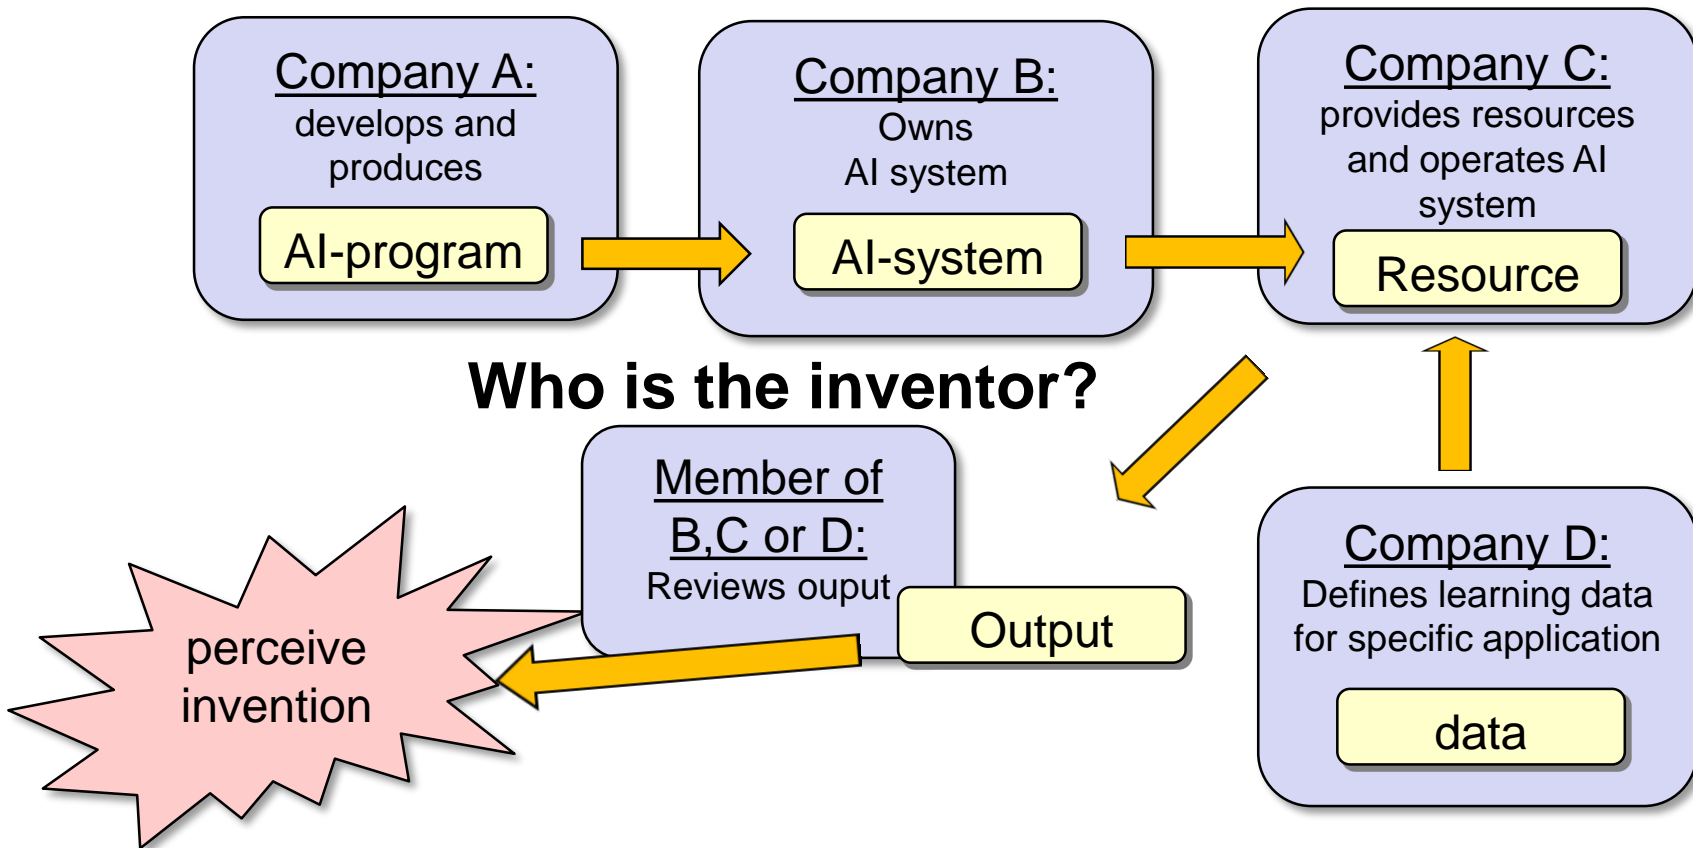 Company A:
develops and
produces
AI-program
Company B:
Owns
AI system
AI-system
Company C:
provides resources
and operates AI
system
Resource
Who is the inventor?
Member of
B,C or D:
Reviews ouput
Output
perceive
invention
Company D:
Defines learning data
for specific application
data